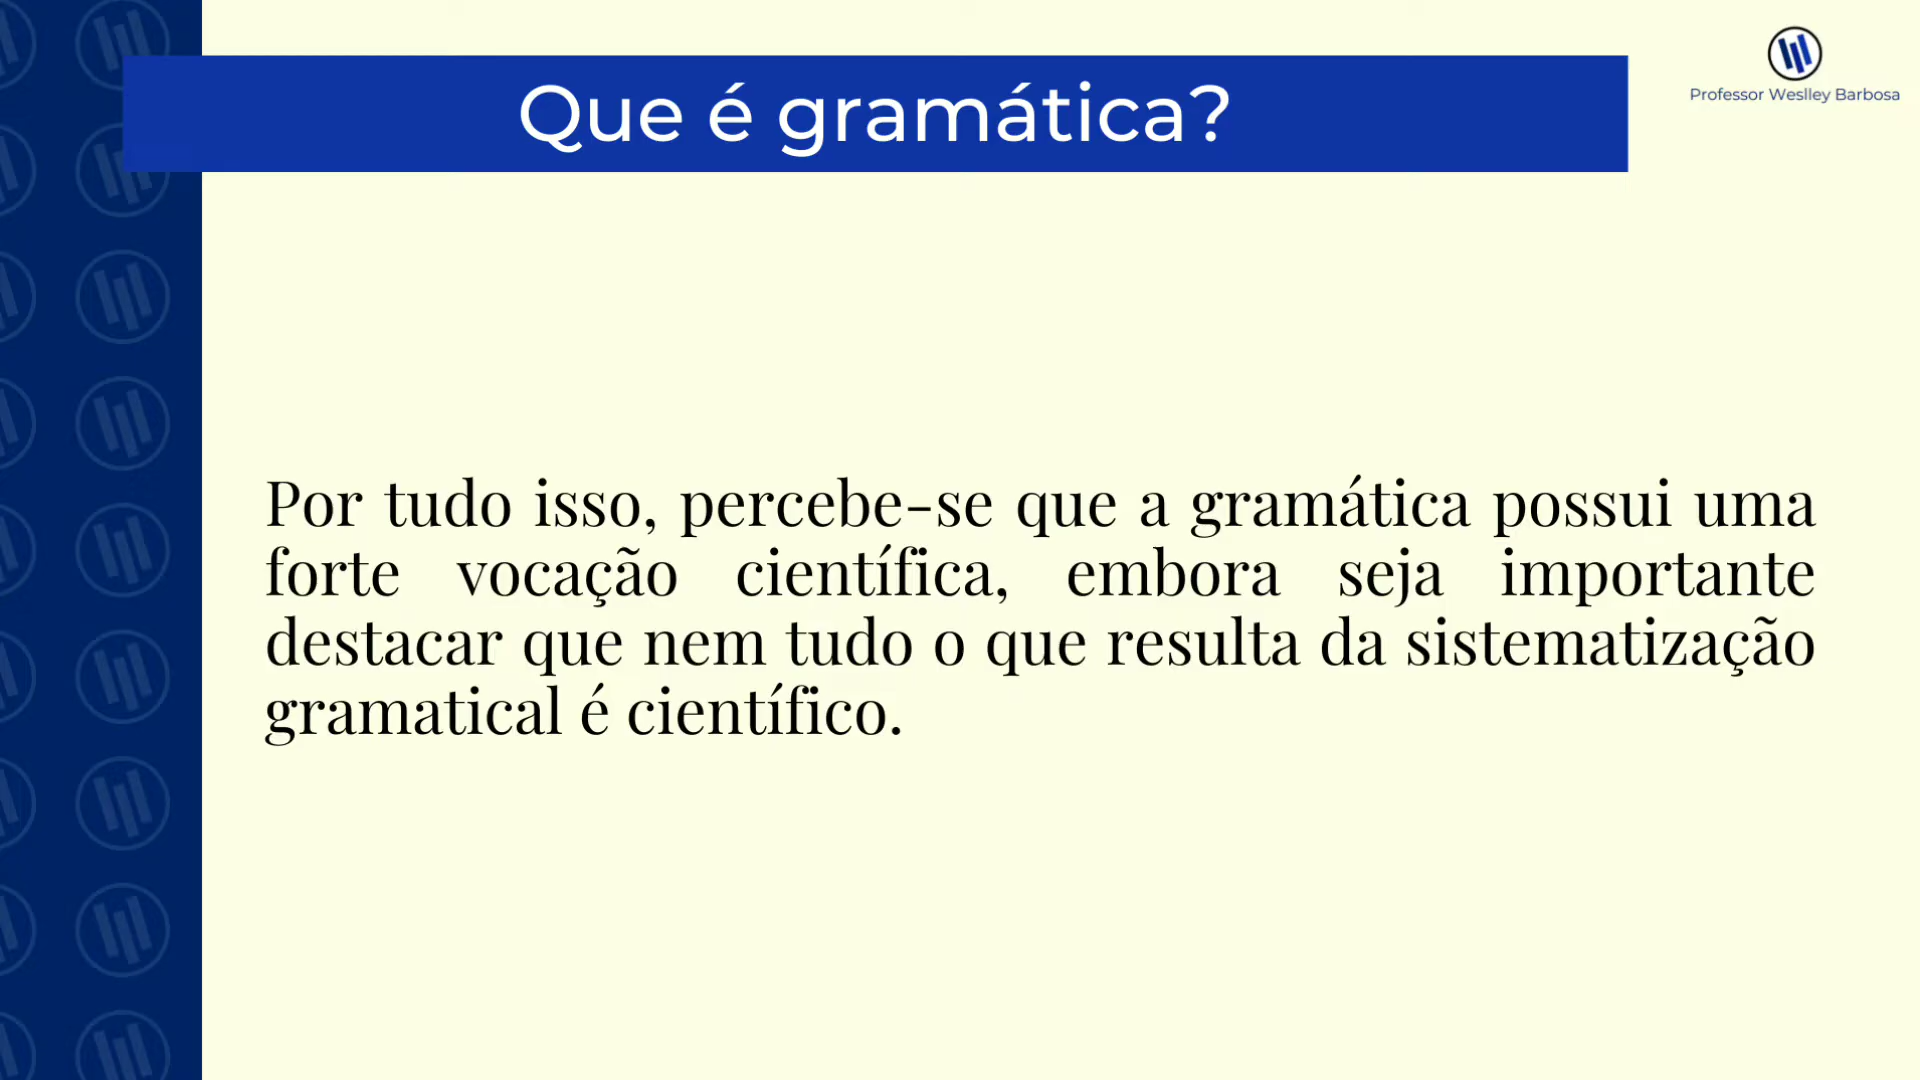 Que é gramática?
Professor Weslley Barbosa
Por tudo isso, percebe-se que a gramática possui uma
forte vocação científica, embora seja importante
destacar que nem tudo o que resulta da sistematização
gramatical é científico.